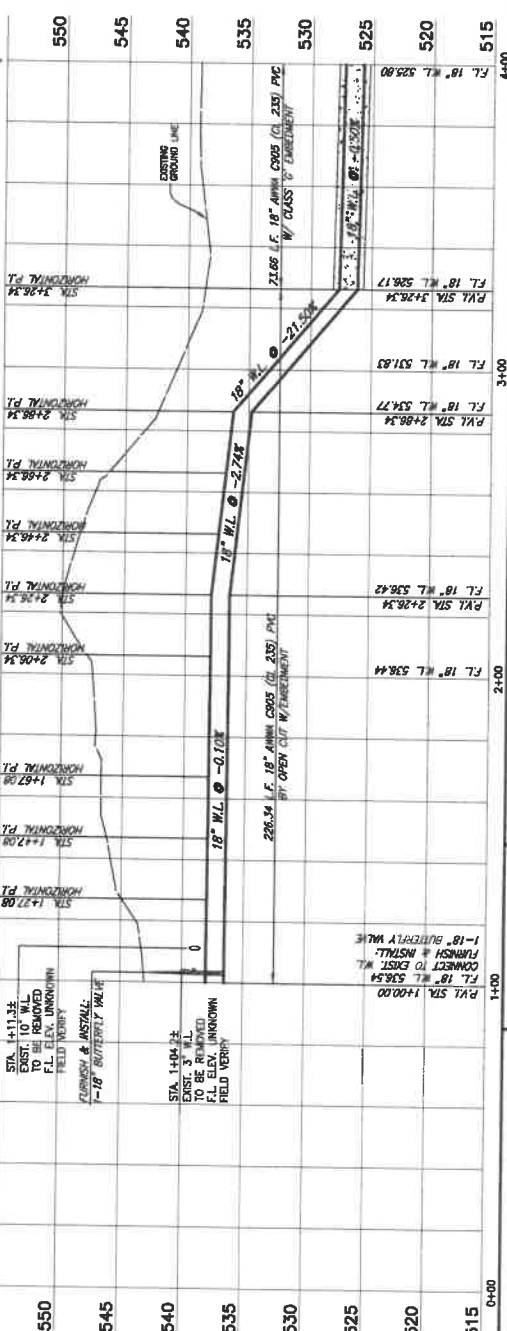 550
545
540
535
530
525
520
515
STA. 1+11.3±
EXIST. 10" W.L.
TO BE REMOVED
F.L. ELEV. UNKNOWN
FIELD VERIFY
FURNISH & INSTALL:
1-18" BUTTERFLY VALVE
STA. 1+04.2±
EXIST. 3" W.L.
TO BE REMOVED
F.L. ELEV. UNKNOWN
FIELD VERIFY
STA. 1+27.08
HORIZONTAL P.I.
STA. 1+47.08
HORIZONTAL P.I.
STA. 1+67.08
HORIZONTAL P.I.
STA. 2+06.34
HORIZONTAL P.I.
STA. 2+26.34
HORIZONTAL P.I.
STA. 2+46.34
HORIZONTAL P.I.
STA. 2+66.34
HORIZONTAL P.I.
STA. 2+86.34
HORIZONTAL P.I.
STA. 3+26.34
HORIZONTAL P.I.
EXISTING
GROUND LINE
18" W.L. @ -0.10%
18" W.L. @ -2.74%
18" W.L. @ -21.50%
18" W.L. @ -0.50%
226.34 L.F. 18" AWWA C905 (CL 235) PVC
BY OPEN CUT W/EMBEDMENT
73.66 L.F. 18" AWWA C905 (CL 235) PVC
W/ CLASS 'G' EMBEDMENT
P.V.I. STA. 1+00.00
F.L. 18" W.L. 536.54
CONNECT TO EXIST. W.L.
FURNISH & INSTALL:
1-18" BUTTERFLY VALVE
F.L. 18" W.L. 536.44
P.V.I. STA. 2+26.34
F.L. 18" W.L. 536.42
P.V.I. STA. 2+86.34
F.L. 18" W.L. 534.77
F.L. 18" W.L. 531.83
P.V.I. STA. 3+26.34
F.L. 18" W.L. 526.17
F.L. 18" W.L. 525.80
550
545
540
535
530
525
520
515
0+00
1+00
2+00
3+00
4+00